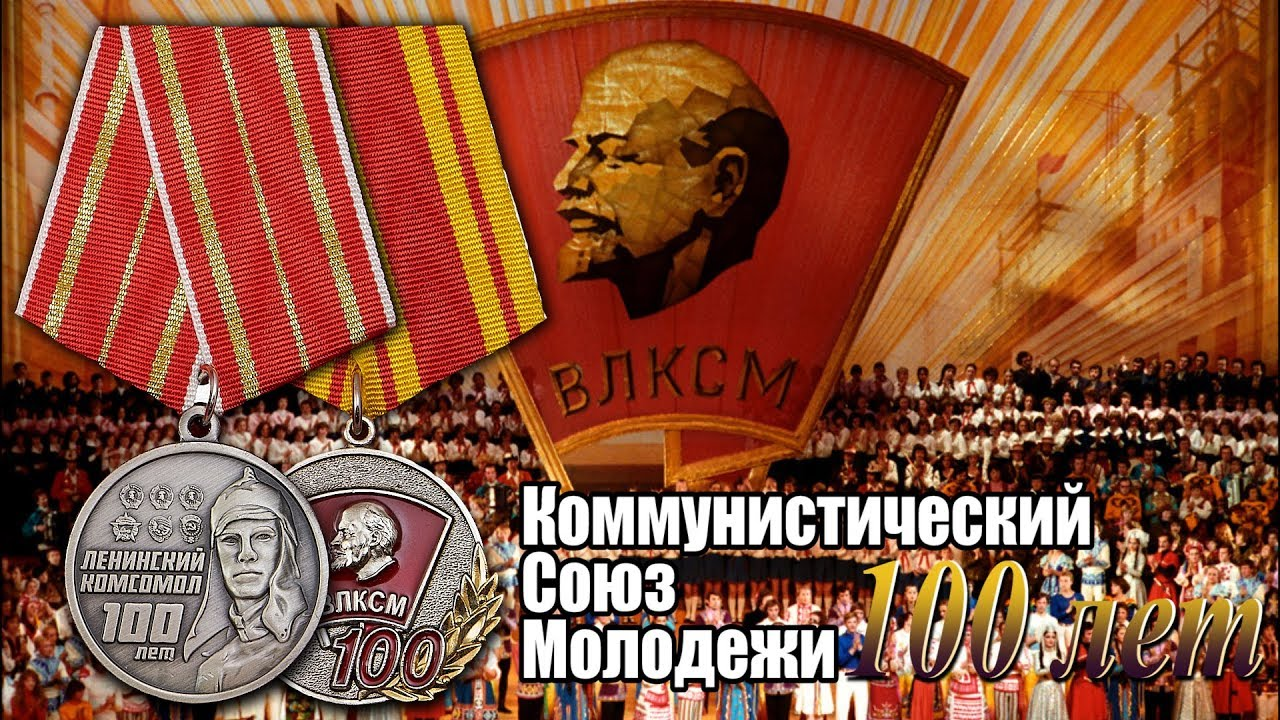 ВЛКСМ
ЛЕНИНСКИЙ
КОМСОМОЛ
100
лет
ВЛКСМ
100
Коммунистический
Союз
Молодежи
100 лет